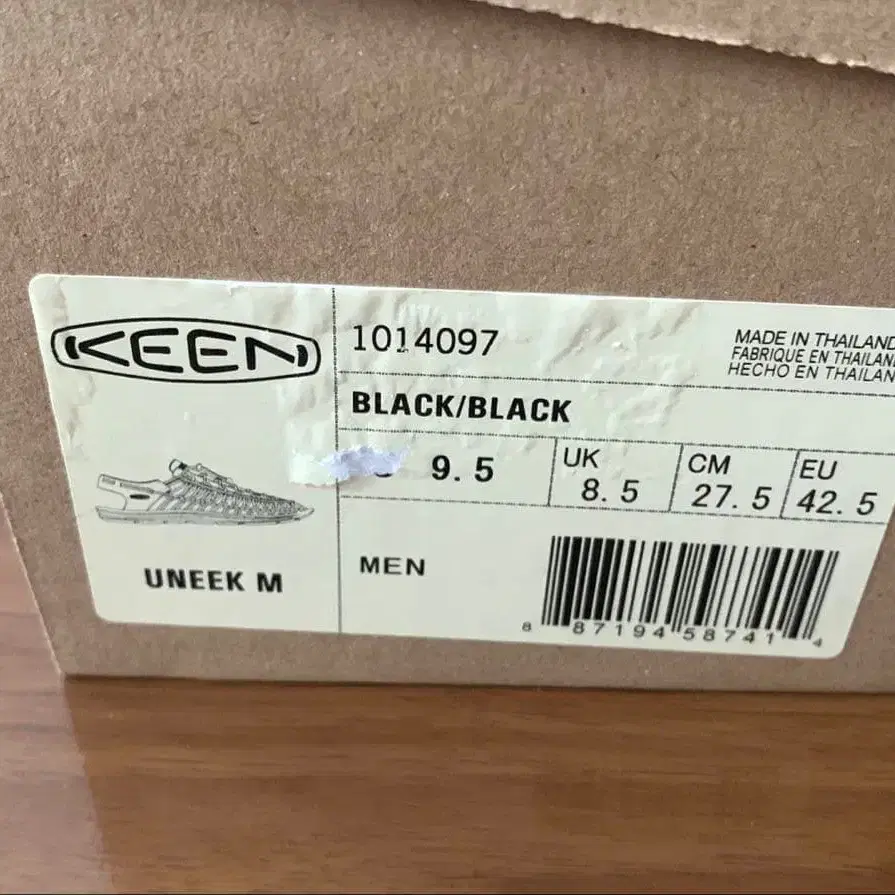 KEEN
1014097
MADE IN THAILAND
FABRIQUE EN THAILAN
HECHO EN THAILAN
BLACK/BLACK
9.5
UK
8.5
CM
27.5
EU
42.5
UNEEK M
MEN
8 87194 58741 4